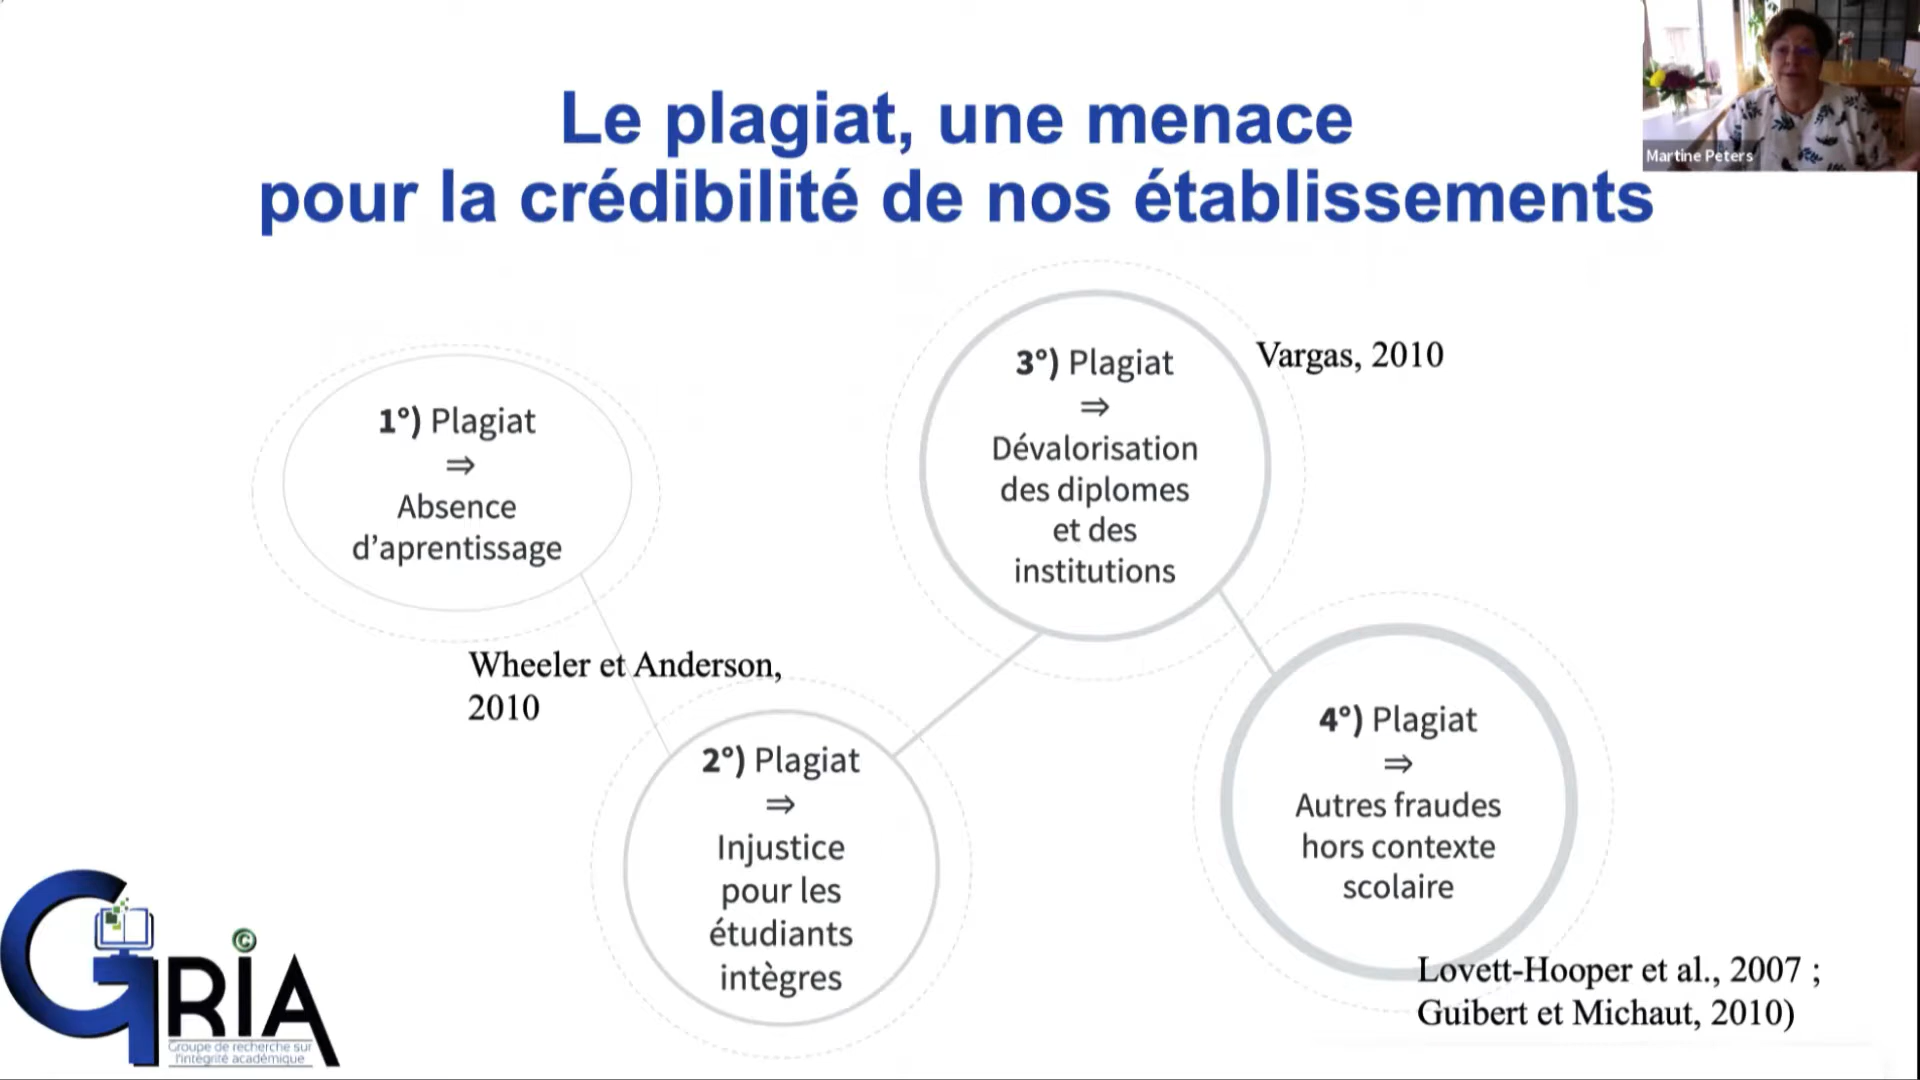 Le plagiat, une menace
pour la crédibilité de nos établissements
Martine Peters
1°) Plagiat
⇒
Absence
d’aprentissage
Wheeler et Anderson,
2010
2°) Plagiat
⇒
Injustice
pour les
étudiants
intègres
3°) Plagiat
⇒
Dévalorisation
des diplomes
et des
institutions
Vargas, 2010
4°) Plagiat
⇒
Autres fraudes
hors contexte
scolaire
Lovett-Hooper et al., 2007 ;
Guibert et Michaut, 2010)
GRIA
©
Groupe de recherche sur
l'intégrité académique